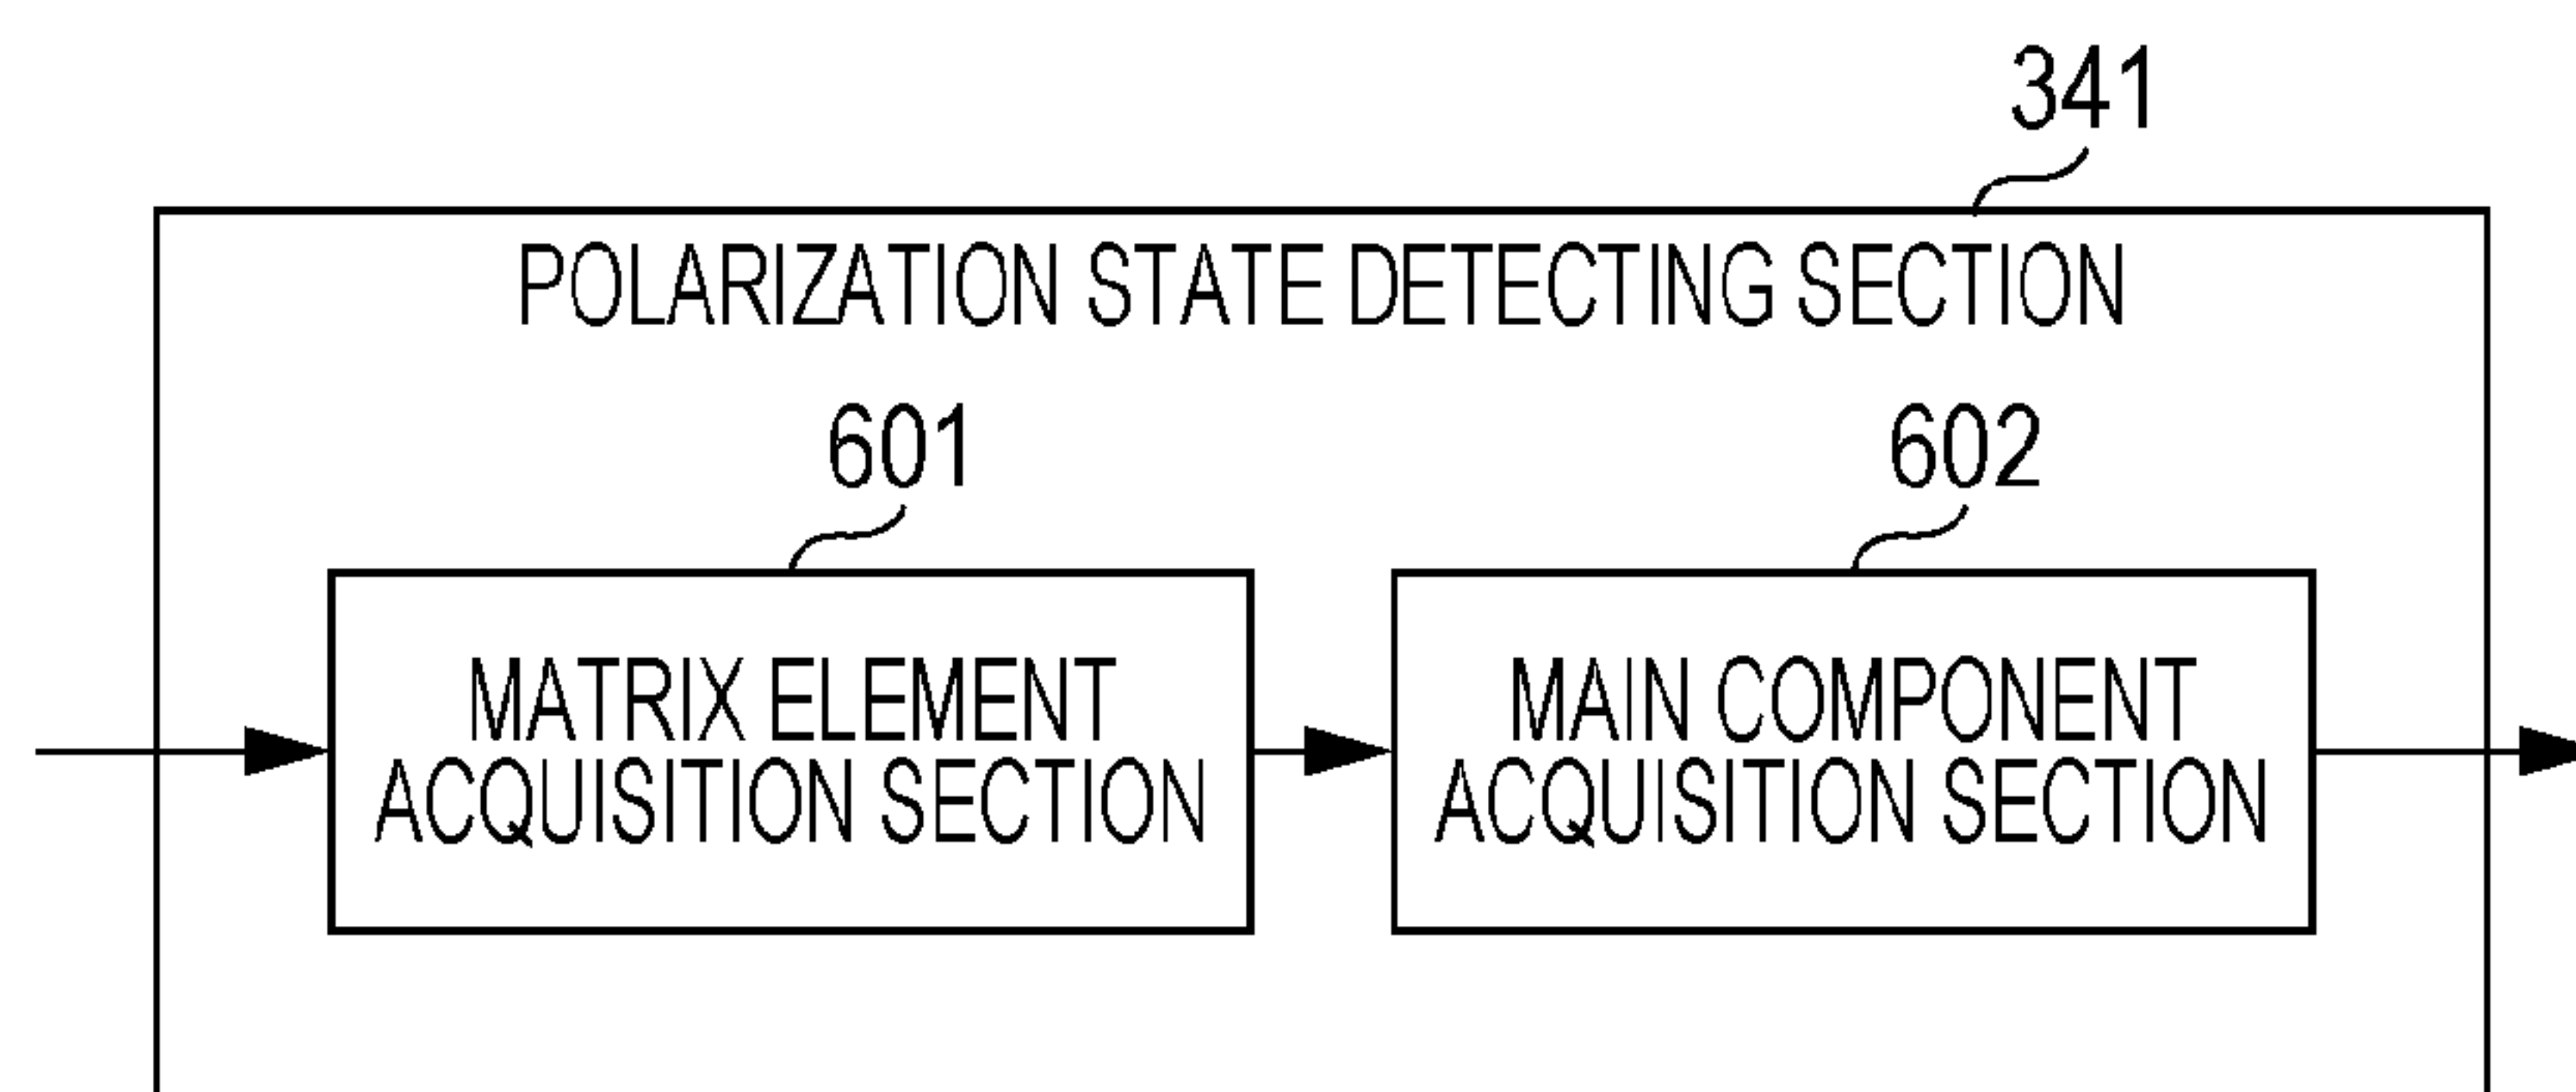 341
POLARIZATION STATE DETECTING SECTION
601
602
MATRIX ELEMENT
ACQUISITION SECTION
MAIN COMPONENT
ACQUISITION SECTION